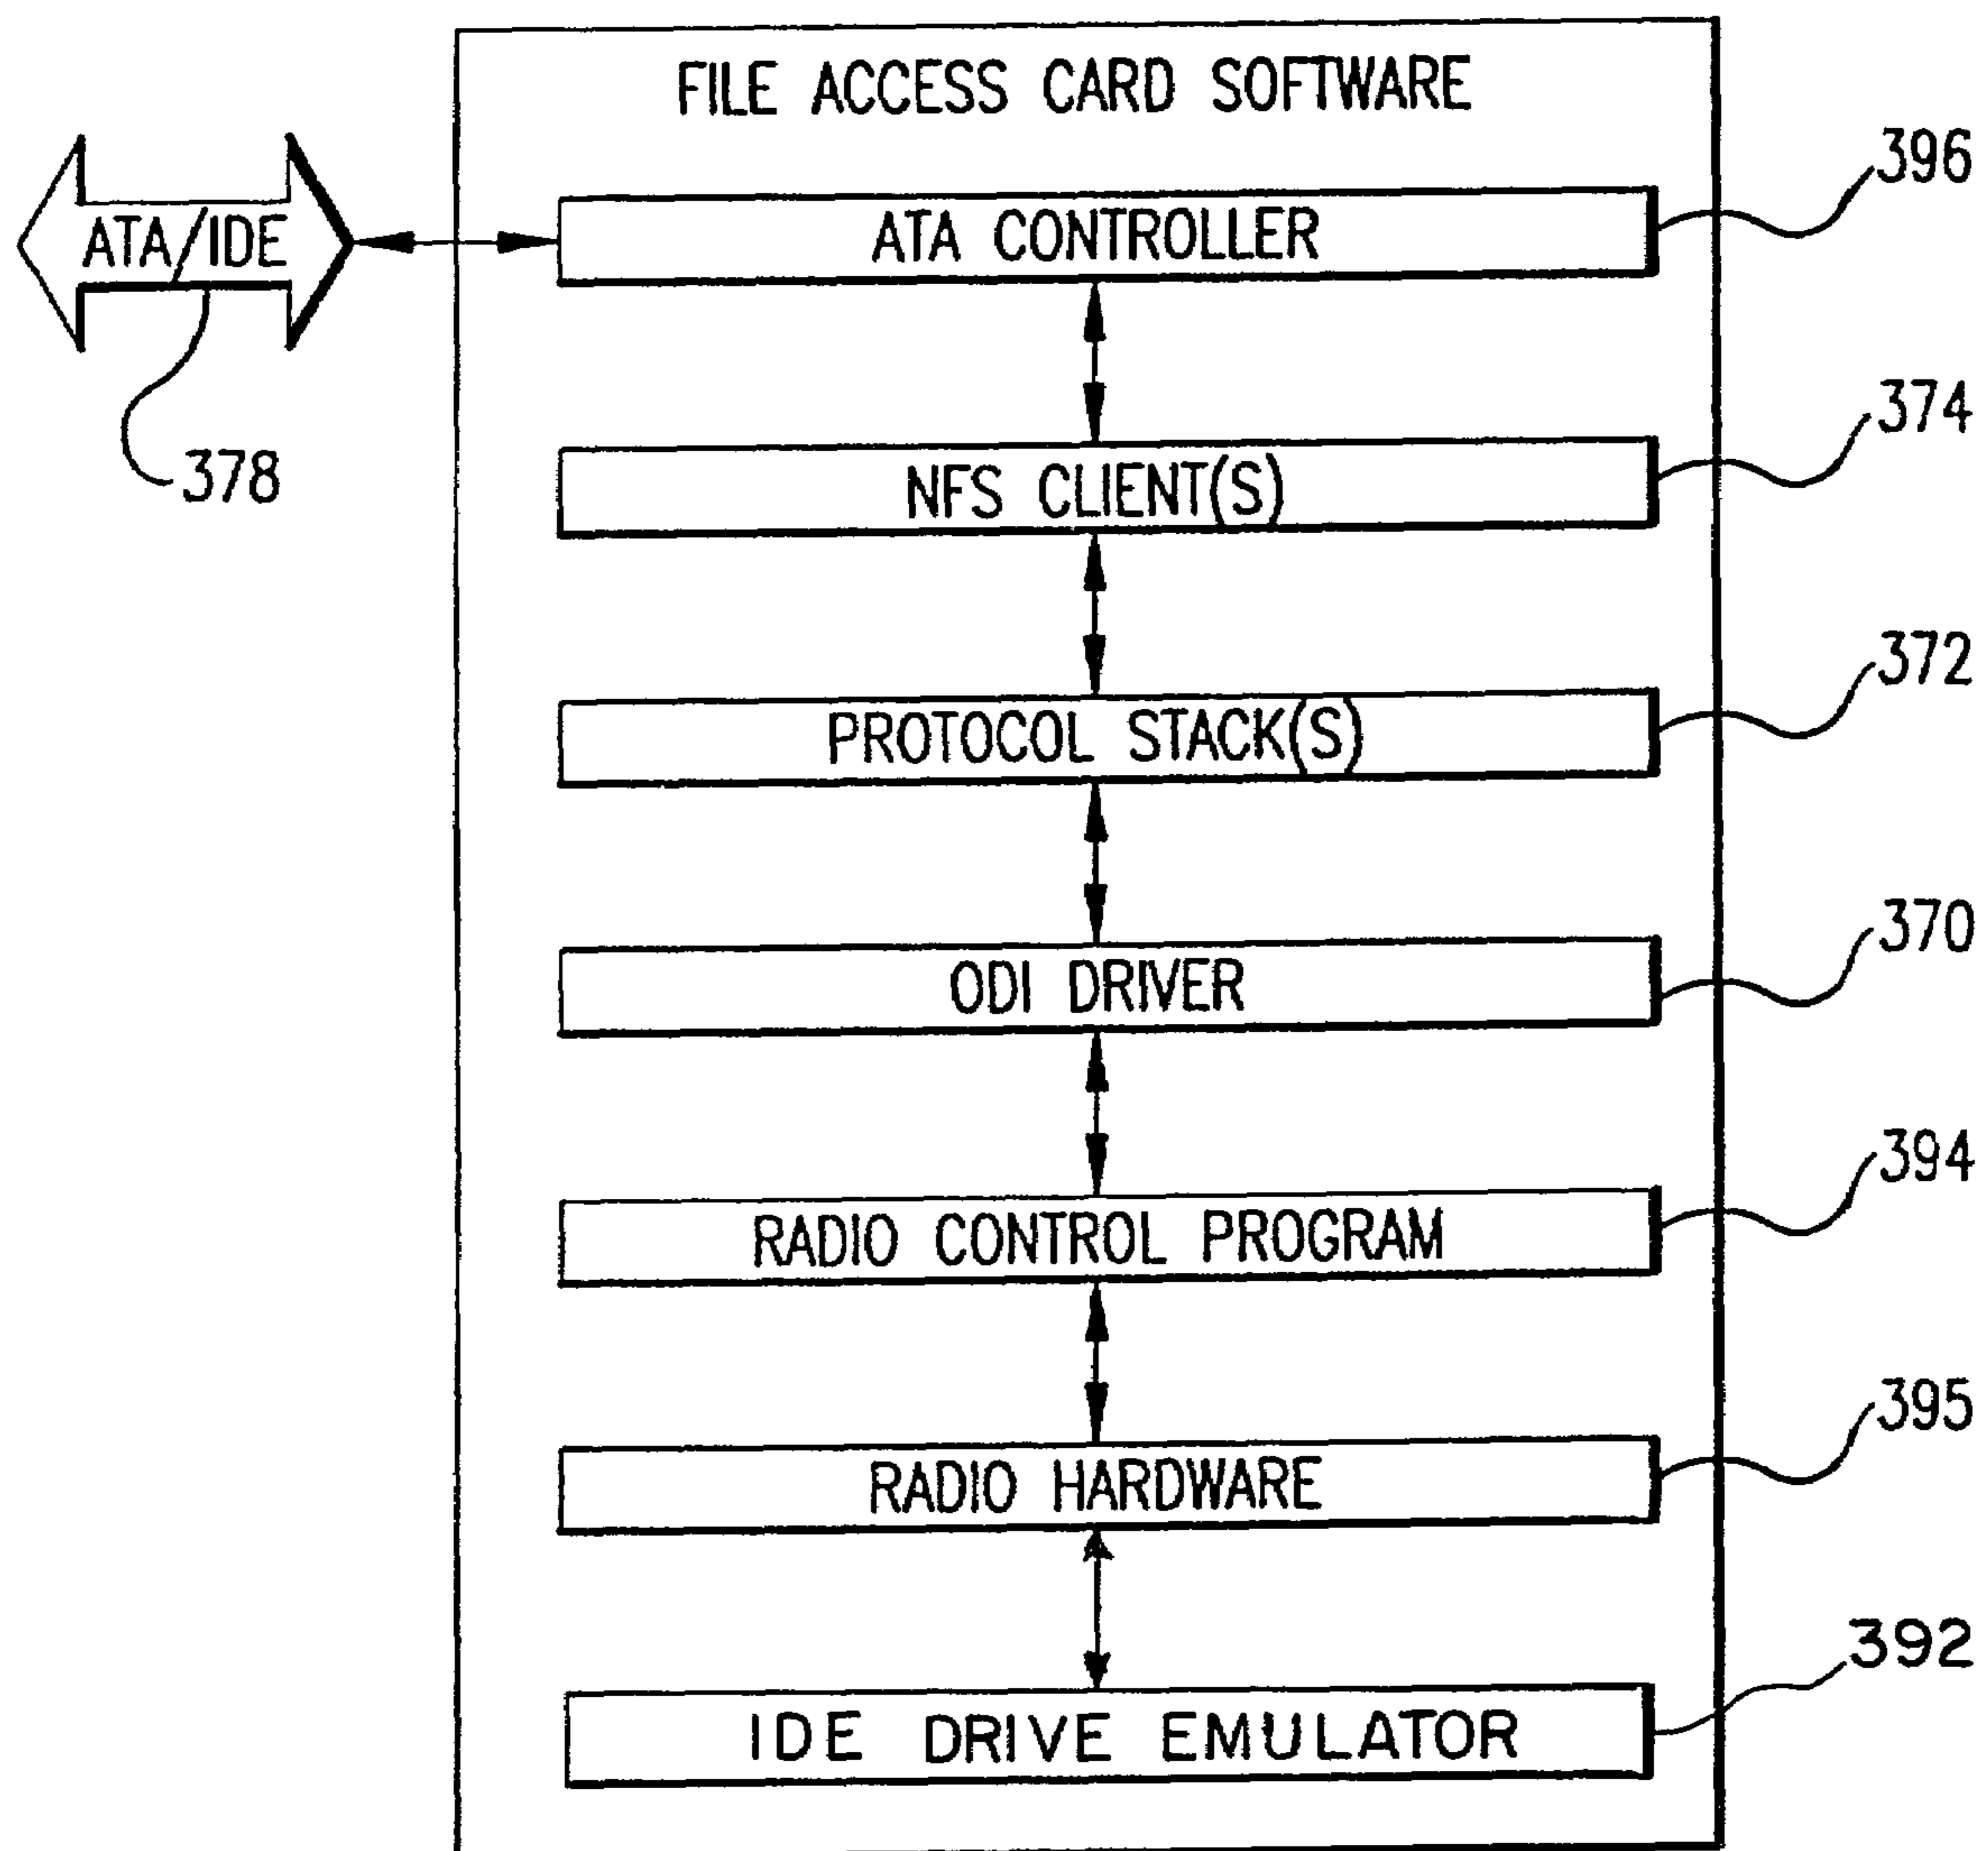 FILE ACCESS CARD SOFTWARE
396
ATA CONTROLLER
ATA/IDE
378
374
NFS CLIENT(S)
372
PROTOCOL STACK(S)
370
ODI DRIVER
394
RADIO CONTROL PROGRAM
395
RADIO HARDWARE
392
IDE DRIVE EMULATOR